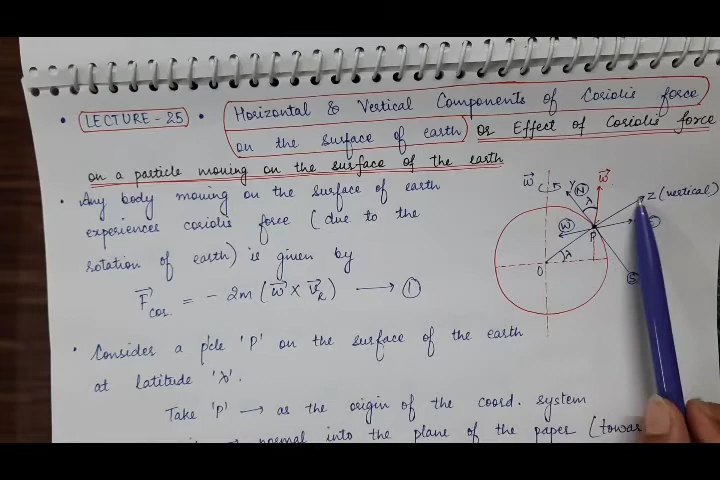 • LECTURE - 25 • Horizontal & Vertical Components of Coriolis force
on the surface of earth or Effect of Coriolis force
on a particle moving on the surface of the earth
• Any body moving on the surface of earth
experiences coriolis force (due to the
rotation of earth) is given by
F⃗cor. = - 2m (ω⃗ × v⃗R) ⟶ ①
• Consider a p'cle 'P' on the surface of the earth
at latitude 'λ'.
Take 'P' ⟶ as the origin of the coord. system
normal into the plane of the paper (towar
ω⃗
Y
N
ω⃗
λ
Z (vertical)
W
P
O
λ
S